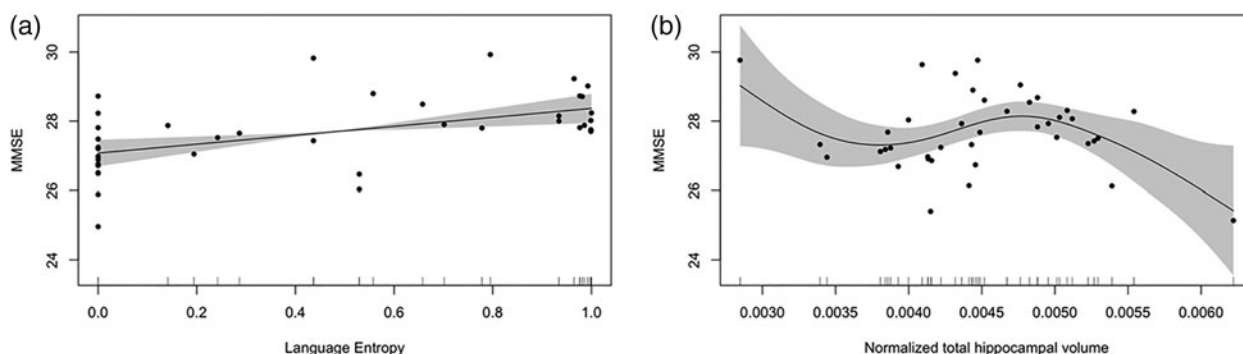 (a)
MMSE
30
28
26
24
0.0 0.2 0.4 0.6 0.8 1.0
Language Entropy
(b)
MMSE
30
28
26
24
0.0030 0.0035 0.0040 0.0045 0.0050 0.0055 0.0060
Normalized total hippocampal volume